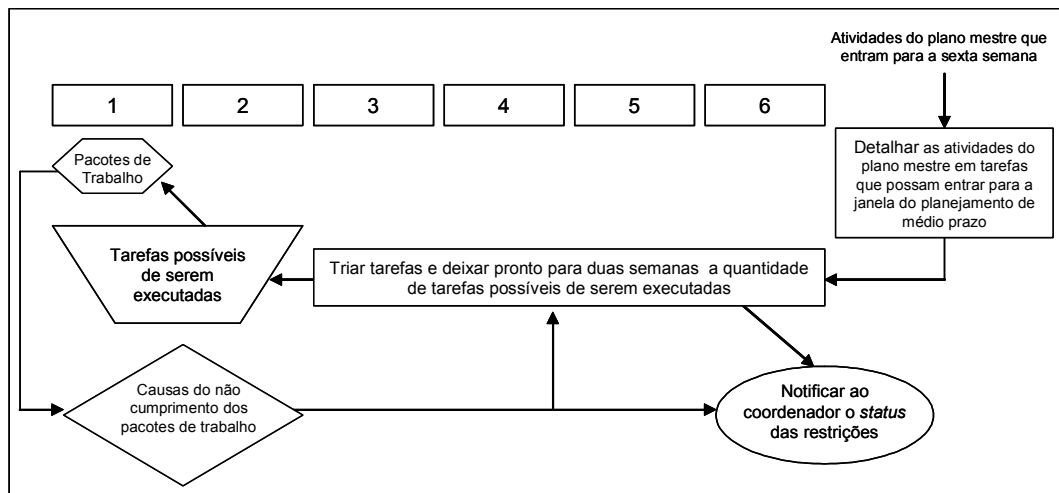 Atividades do plano mestre que
entram para a sexta semana
1 2 3 4 5 6
Detalhar as atividades do
plano mestre em tarefas
que possam entrar para a
janela do planejamento de
médio prazo
Pacotes de
Trabalho
Tarefas possíveis
de serem
executadas
Triar tarefas e deixar pronto para duas semanas a quantidade
de tarefas possíveis de serem executadas
Causas do não
cumprimento dos
pacotes de trabalho
Notificar ao
coordenador o status
das restrições